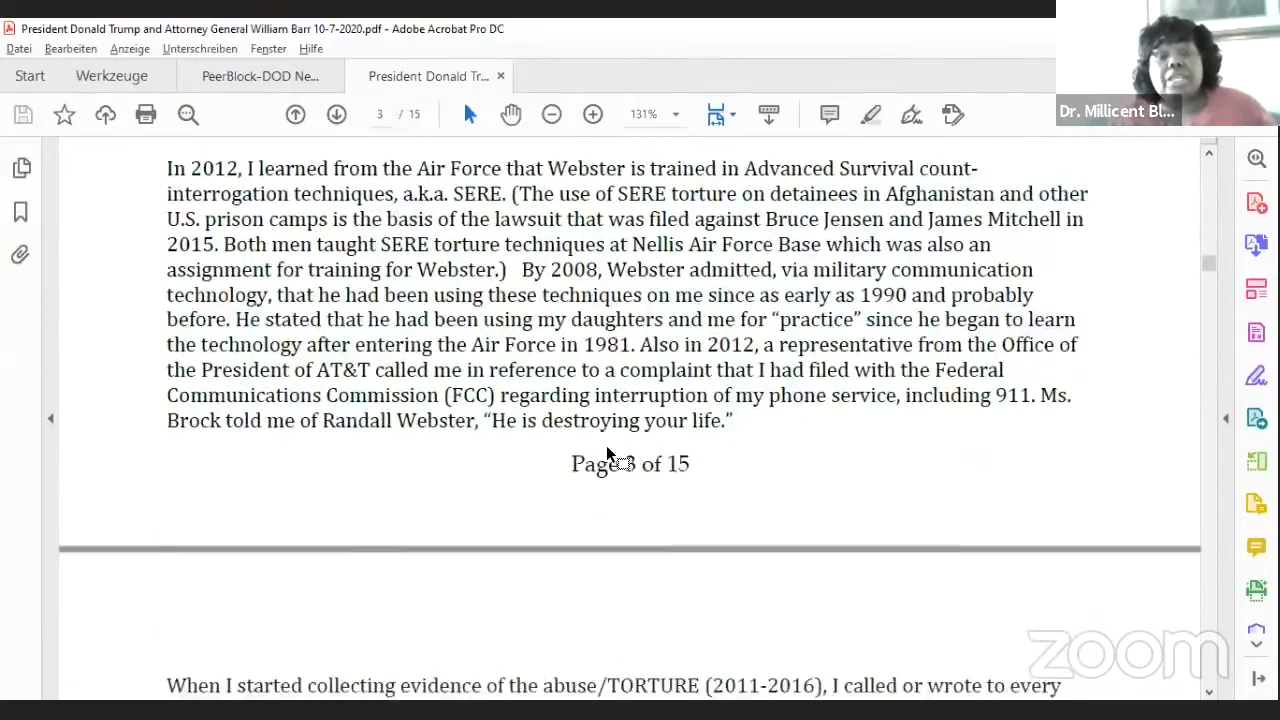 President Donald Trump and Attorney General William Barr 10-7-2020.pdf - Adobe Acrobat Pro DC
Datei Bearbeiten Anzeige Unterschreiben Fenster Hilfe
Start Werkzeuge PeerBlock-DOD Ne... President Donald Tr... ×
3 / 15 131%
Dr. Millicent Bl...
In 2012, I learned from the Air Force that Webster is trained in Advanced Survival count-
interrogation techniques, a.k.a. SERE. (The use of SERE torture on detainees in Afghanistan and other
U.S. prison camps is the basis of the lawsuit that was filed against Bruce Jensen and James Mitchell in
2015. Both men taught SERE torture techniques at Nellis Air Force Base which was also an
assignment for training for Webster.) By 2008, Webster admitted, via military communication
technology, that he had been using these techniques on me since as early as 1990 and probably
before. He stated that he had been using my daughters and me for “practice” since he began to learn
the technology after entering the Air Force in 1981. Also in 2012, a representative from the Office of
the President of AT&T called me in reference to a complaint that I had filed with the Federal
Communications Commission (FCC) regarding interruption of my phone service, including 911. Ms.
Brock told me of Randall Webster, “He is destroying your life.”
Page 3 of 15
When I started collecting evidence of the abuse/TORTURE (2011-2016), I called or wrote to every
zoom